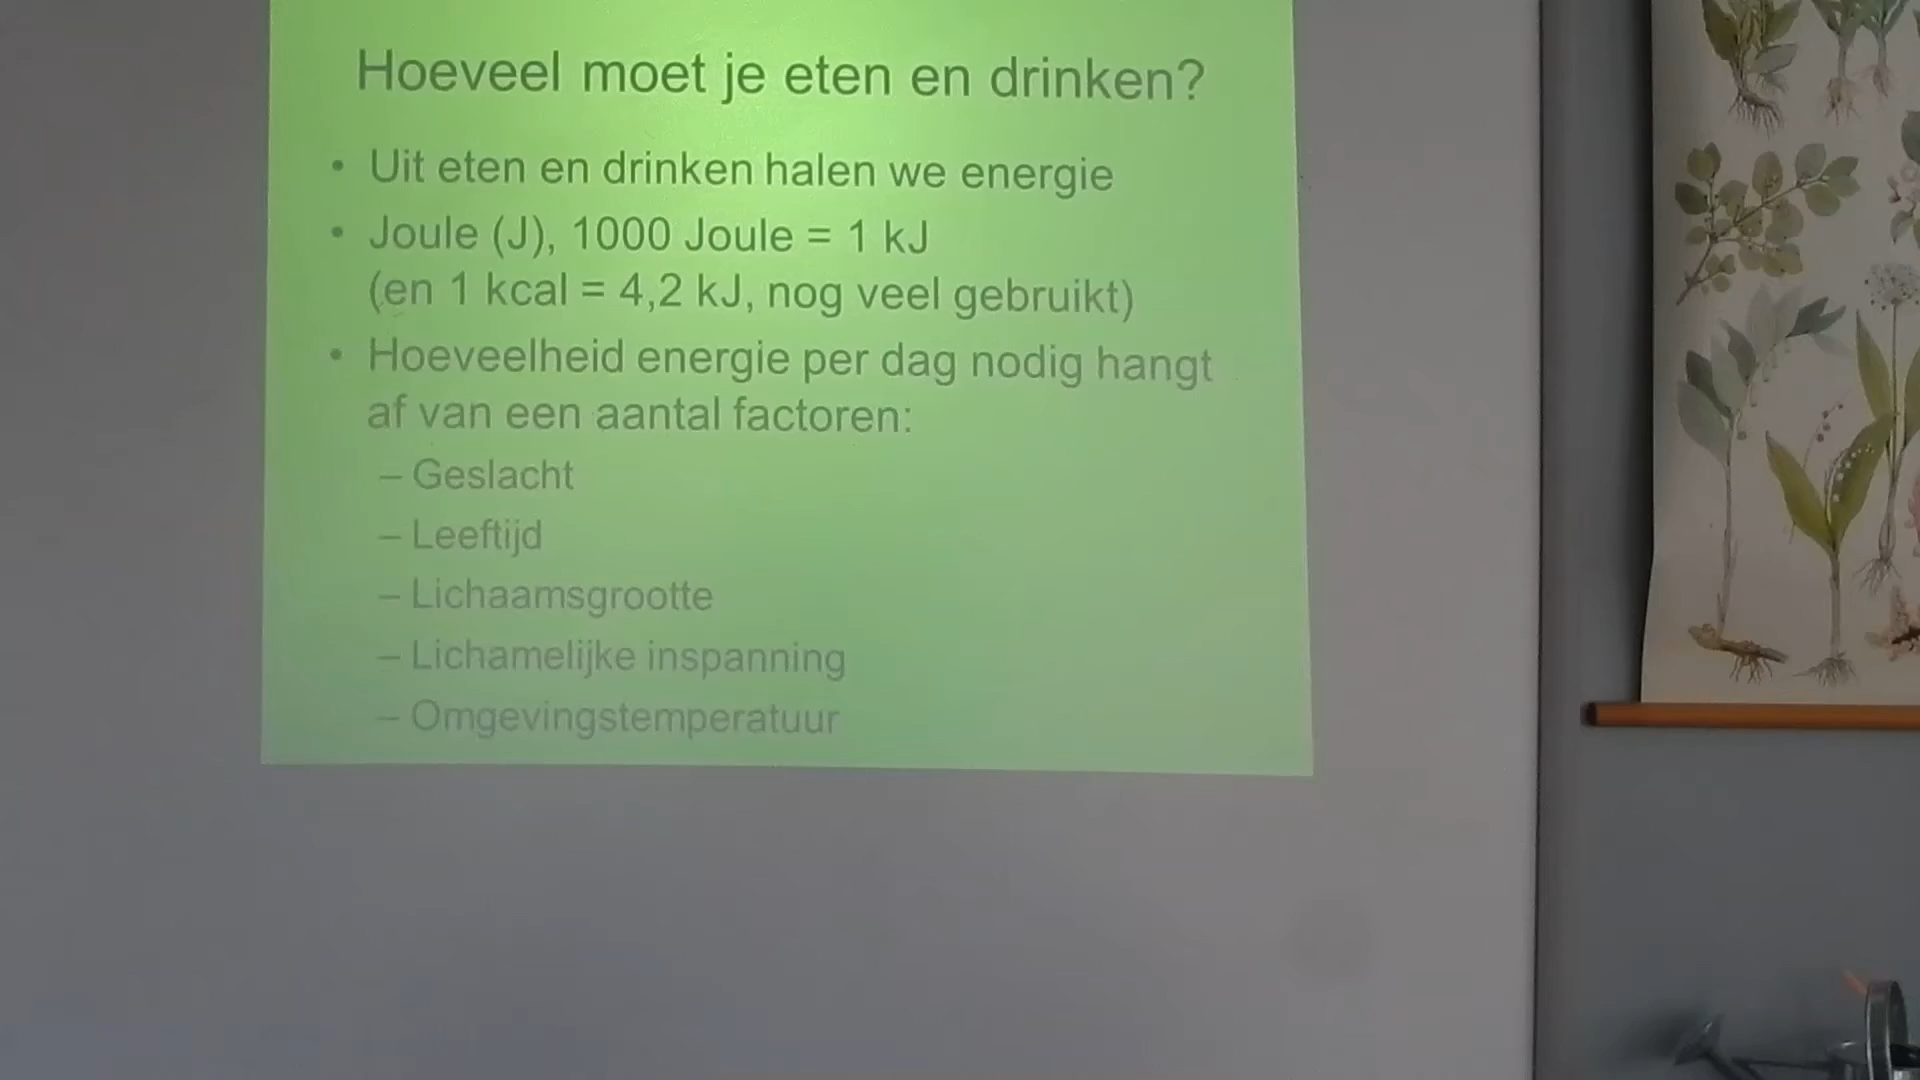 Hoeveel moet je eten en drinken?
• Uit eten en drinken halen we energie
• Joule (J), 1000 Joule = 1 kJ
(en 1 kcal = 4,2 kJ, nog veel gebruikt)
• Hoeveelheid energie per dag nodig hangt
af van een aantal factoren:
– Geslacht
– Leeftijd
– Lichaamsgrootte
– Lichamelijke inspanning
– Omgevingstemperatuur